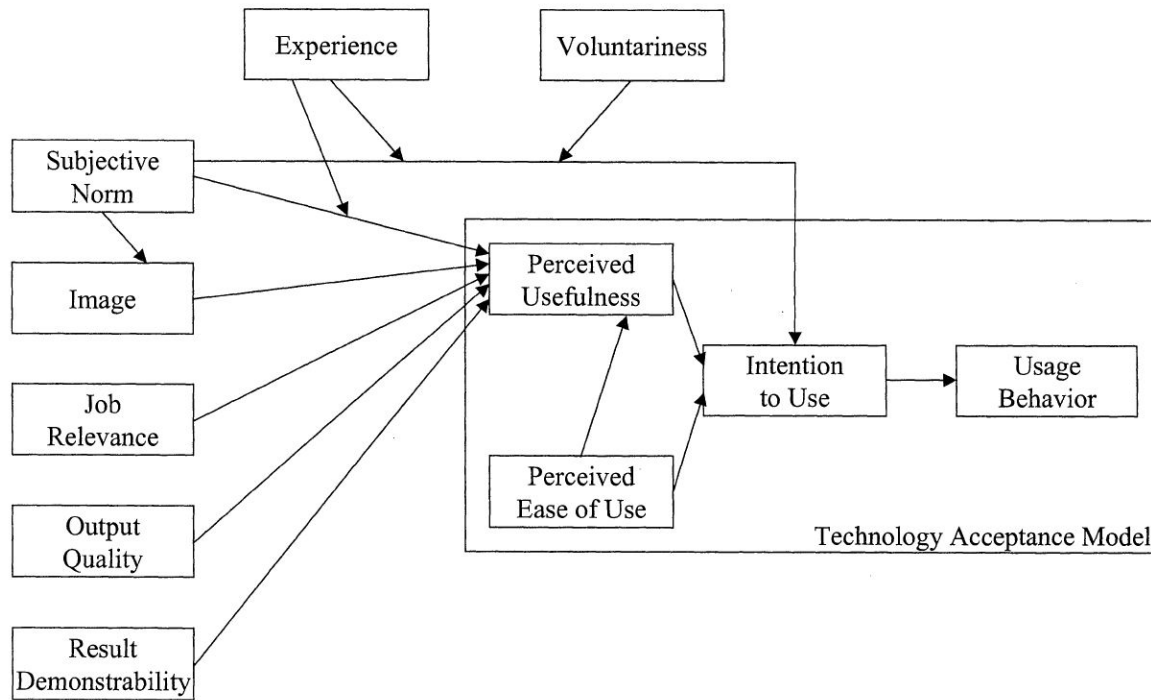 Experience
Voluntariness
Subjective
Norm
Image
Job
Relevance
Output
Quality
Result
Demonstrability
Perceived
Usefulness
Perceived
Ease of Use
Intention
to Use
Usage
Behavior
Technology Acceptance Model